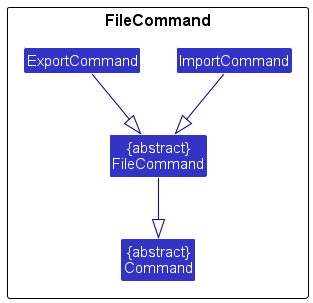 FileCommand
ExportCommand
ImportCommand
{abstract}
FileCommand
{abstract}
Command